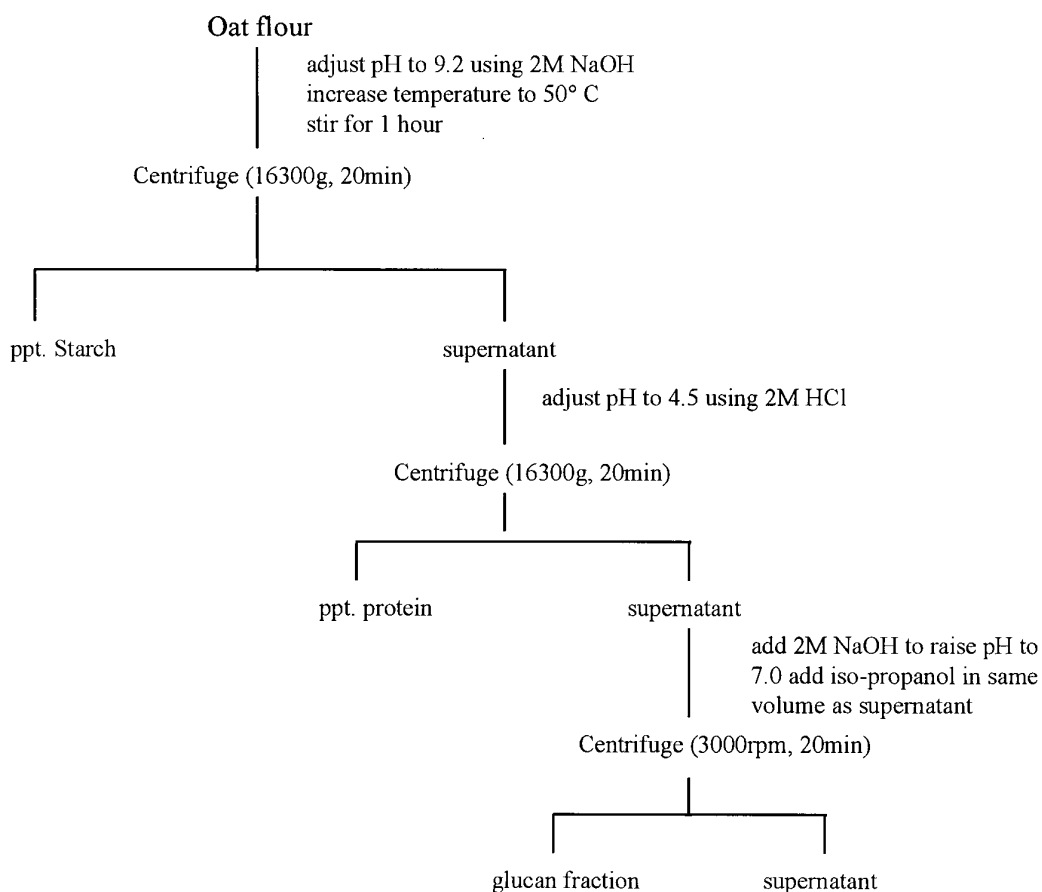 Oat flour
adjust pH to 9.2 using 2M NaOH
increase temperature to 50° C
stir for 1 hour
Centrifuge (16300g, 20min)
ppt. Starch
supernatant
adjust pH to 4.5 using 2M HCl
Centrifuge (16300g, 20min)
ppt. protein
supernatant
add 2M NaOH to raise pH to
7.0 add iso-propanol in same
volume as supernatant
Centrifuge (3000rpm, 20min)
glucan fraction
supernatant